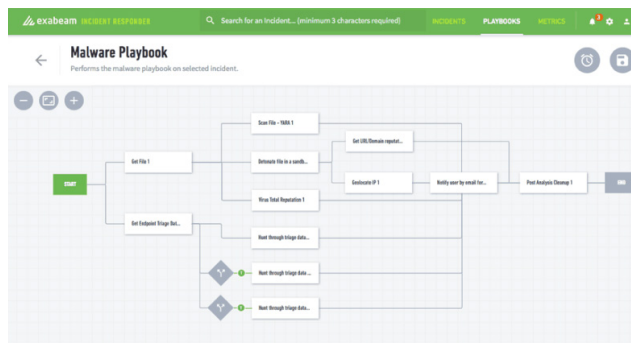 exabeam INCIDENT RESPONDER
Search for an incident... (minimum 3 characters required)
INCIDENTS
PLAYBOOKS
METRICS
3
Malware Playbook
Performs the malware playbook on selected incident.
Scan File - YARA 1
Get URL/Domain reputat...
Get File 1
Detonate file in a sandb...
START
Geolocate IP 1
Notify user by email for...
Post Analysis Cleanup 1
END
Virus Total Reputation 1
Get Endpoint Triage Dat...
Hunt through triage data...
Hunt through triage data ...
Hunt through triage data...